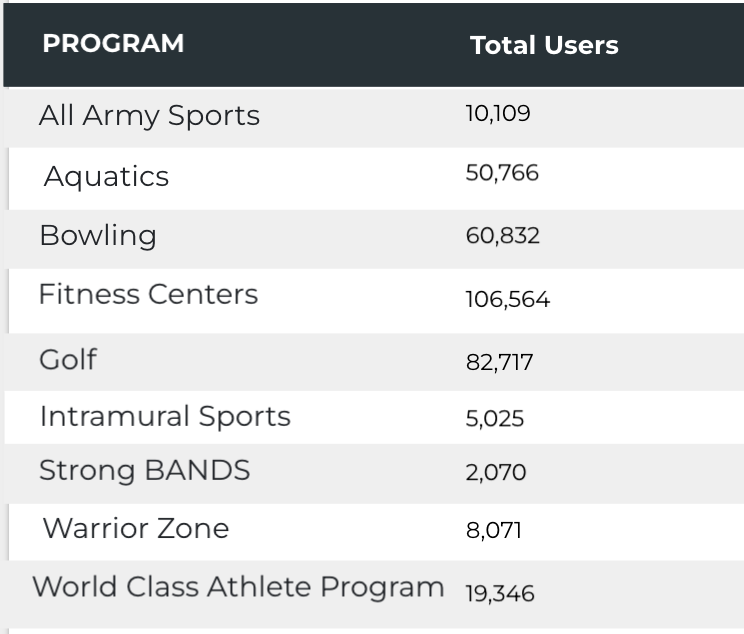 PROGRAM Total Users
All Army Sports 10,109
Aquatics 50,766
Bowling 60,832
Fitness Centers 106,564
Golf 82,717
Intramural Sports 5,025
Strong BANDS 2,070
Warrior Zone 8,071
World Class Athlete Program 19,346